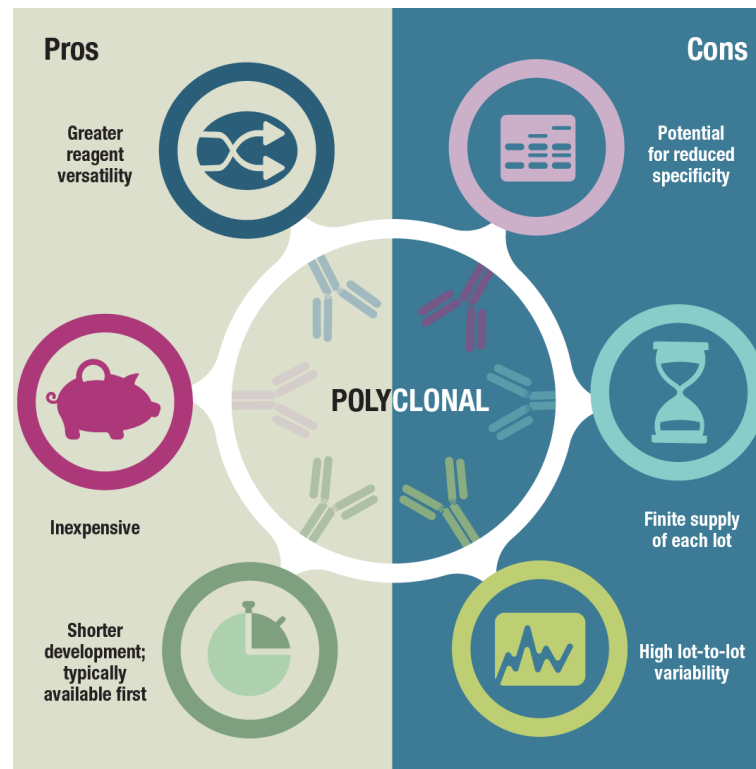 Pros
Greater
reagent
versatility
Inexpensive
Shorter
development;
typically
available first
POLYCLONAL
Cons
Potential
for reduced
specificity
Finite supply
of each lot
High lot-to-lot
variability